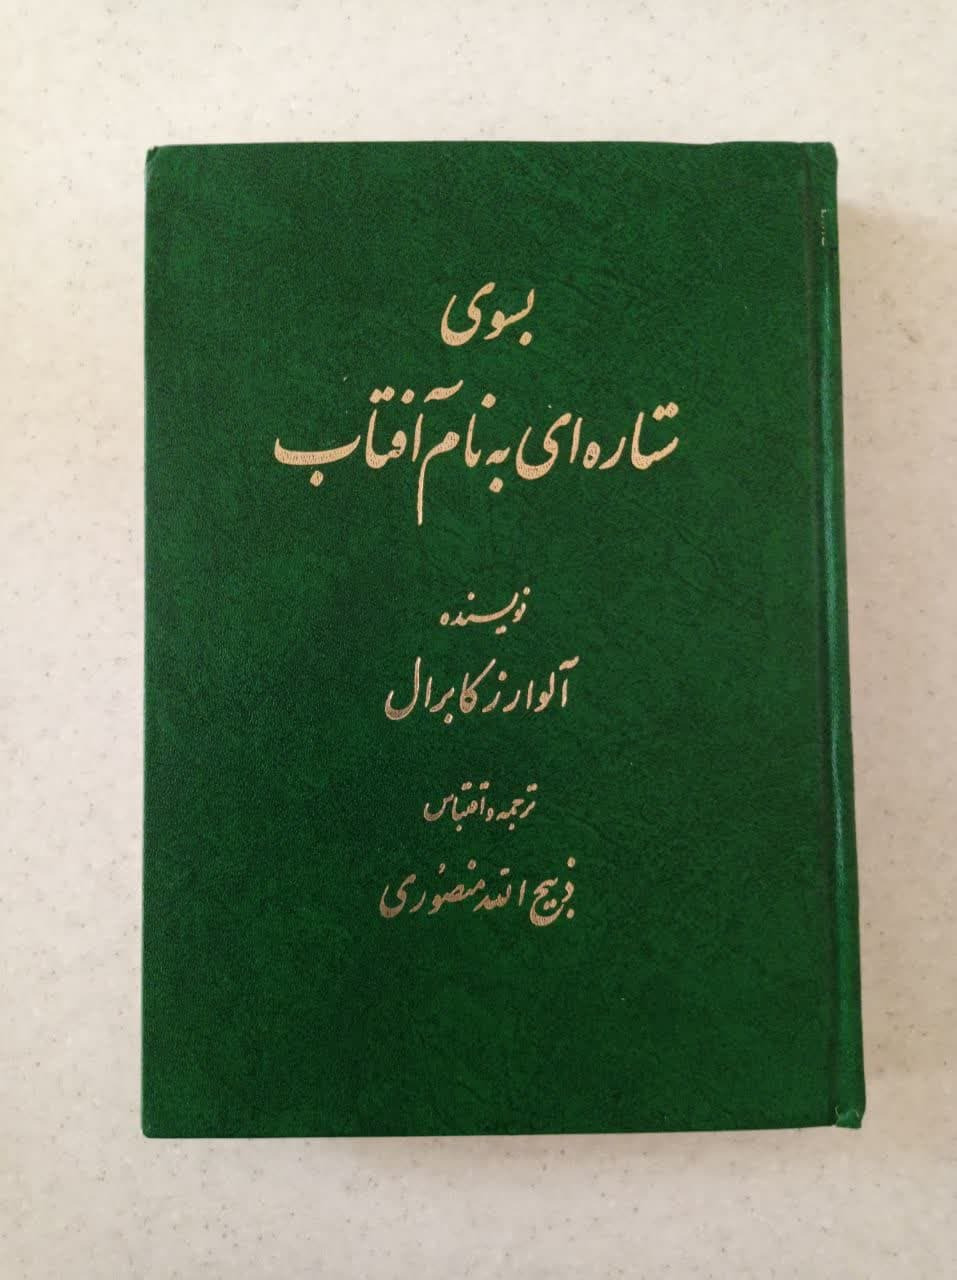 بسوی
ستاره ای به نام آفتاب
نویسنده
آلوارز کابرال
ترجمه و اقتباس
ذبیح الله منصوری